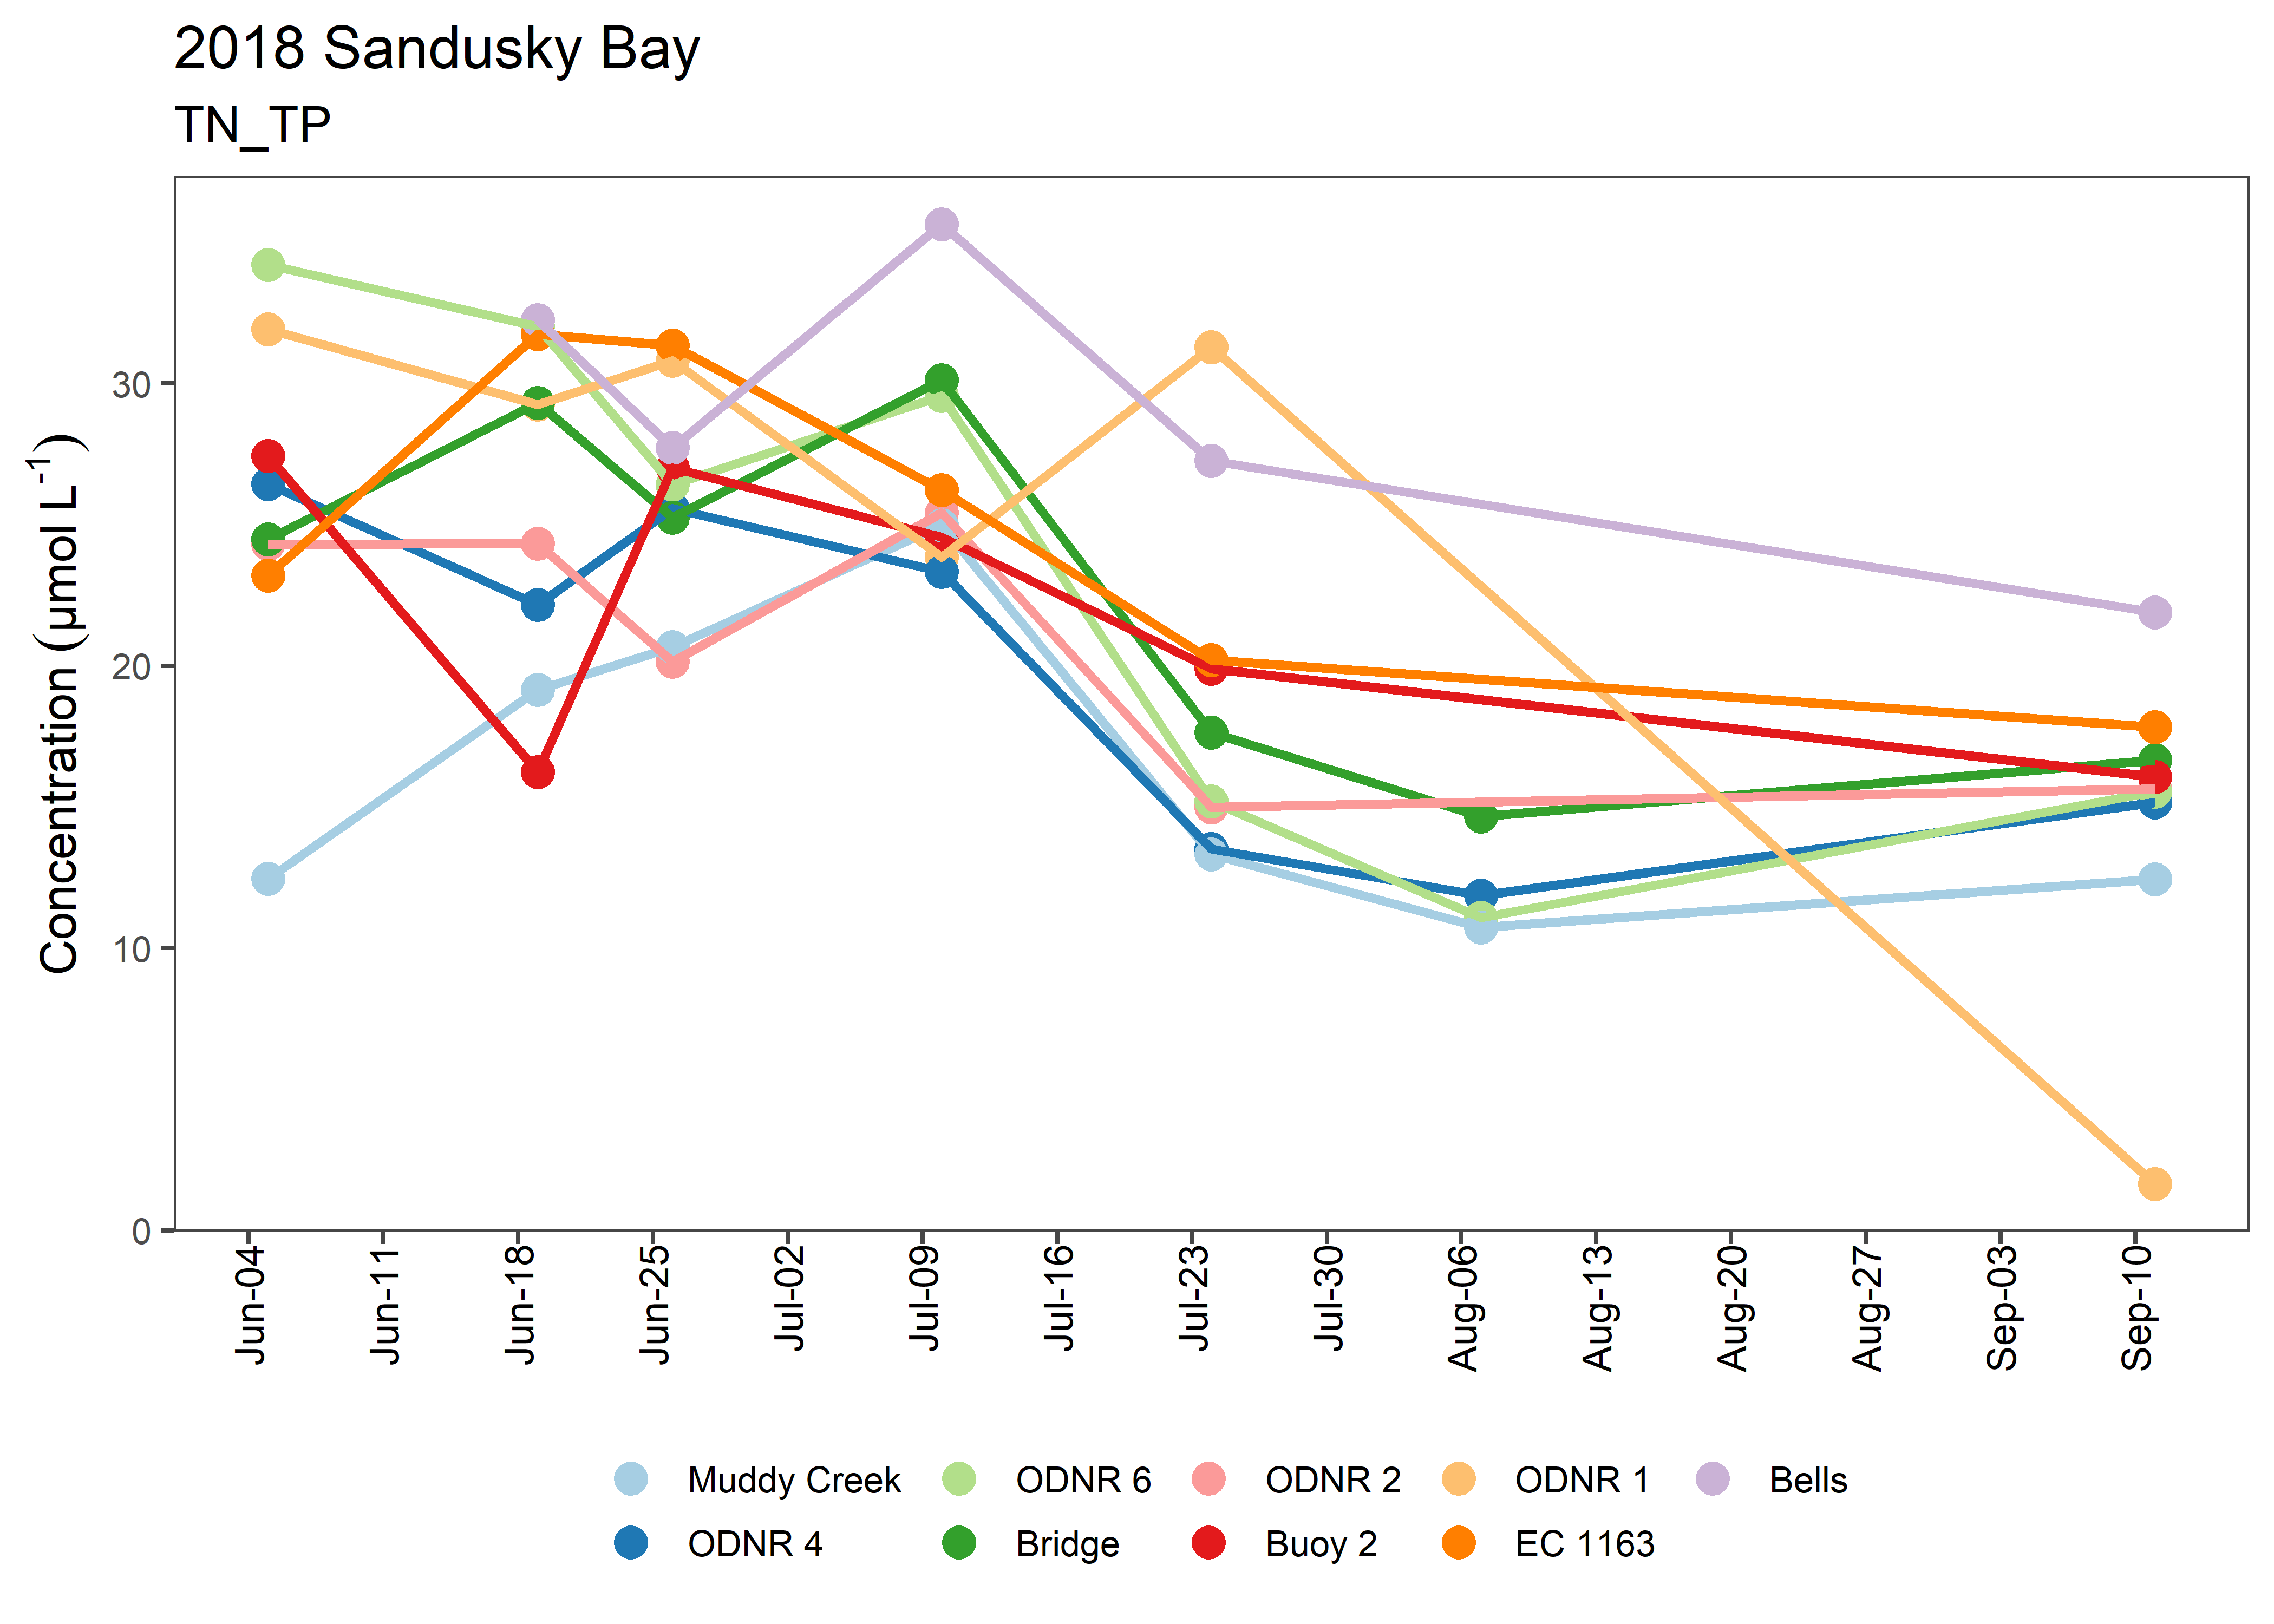 2018 Sandusky Bay
TN_TP
Concentration (µmol L⁻¹)
30
20
10
0
Jun-04
Jun-11
Jun-18
Jun-25
Jul-02
Jul-09
Jul-16
Jul-23
Jul-30
Aug-06
Aug-13
Aug-20
Aug-27
Sep-03
Sep-10
Muddy Creek ODNR 6 ODNR 2 ODNR 1 Bells
ODNR 4 Bridge Buoy 2 EC 1163